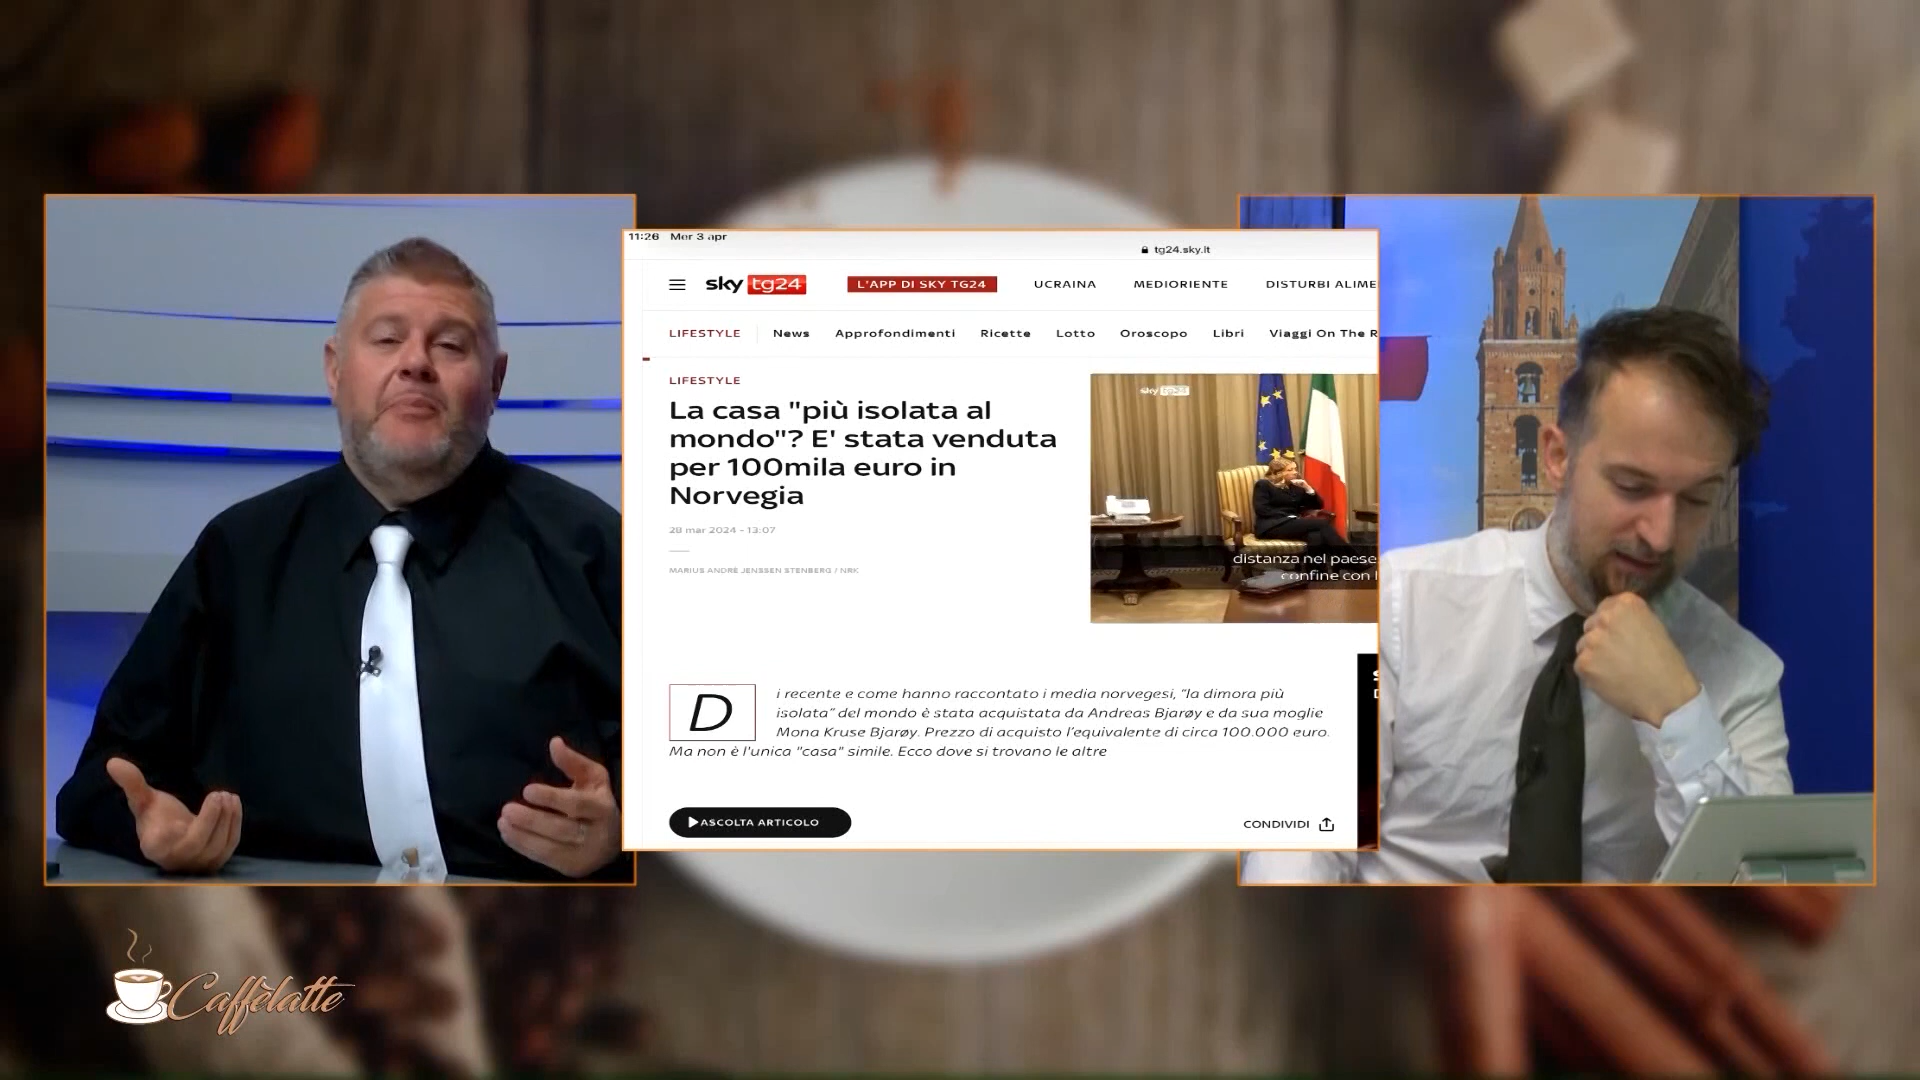 11:26 Mer 3 apr
tg24.sky.it
sky tg24
L'APP DI SKY TG24
UCRAINA
MEDIORIENTE
DISTURBI ALIME
LIFESTYLE
News
Approfondimenti
Ricette
Lotto
Oroscopo
Libri
Viaggi On The R
LIFESTYLE
La casa "più isolata al
mondo"? E' stata venduta
per 100mila euro in
Norvegia
28 mar 2024 - 13:07
MARIUS ANDRÈ JENSSEN STENBERG / NRK
sky tg24
distanza nel paese
confine con l
Di recente e come hanno raccontato i media norvegesi, "la dimora più
isolata" del mondo è stata acquistata da Andreas Bjarøy e da sua moglie
Mona Kruse Bjarøy. Prezzo di acquisto l'equivalente di circa 100.000 euro.
Ma non è l'unica "casa" simile. Ecco dove si trovano le altre
ASCOLTA ARTICOLO
CONDIVIDI
Caffèlatte